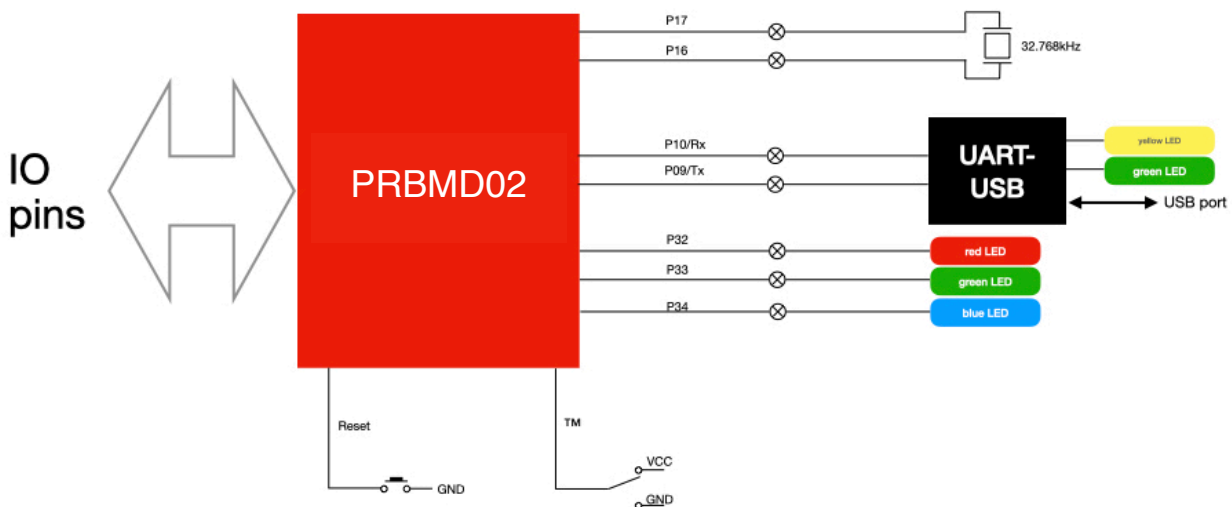 P17
P16
32.768kHz
IO
pins
PRBMD02
P10/Rx
P09/Tx
UART-
USB
yellow LED
green LED
USB port
P32
red LED
P33
green LED
P34
blue LED
Reset
TM
VCC
GND
GND